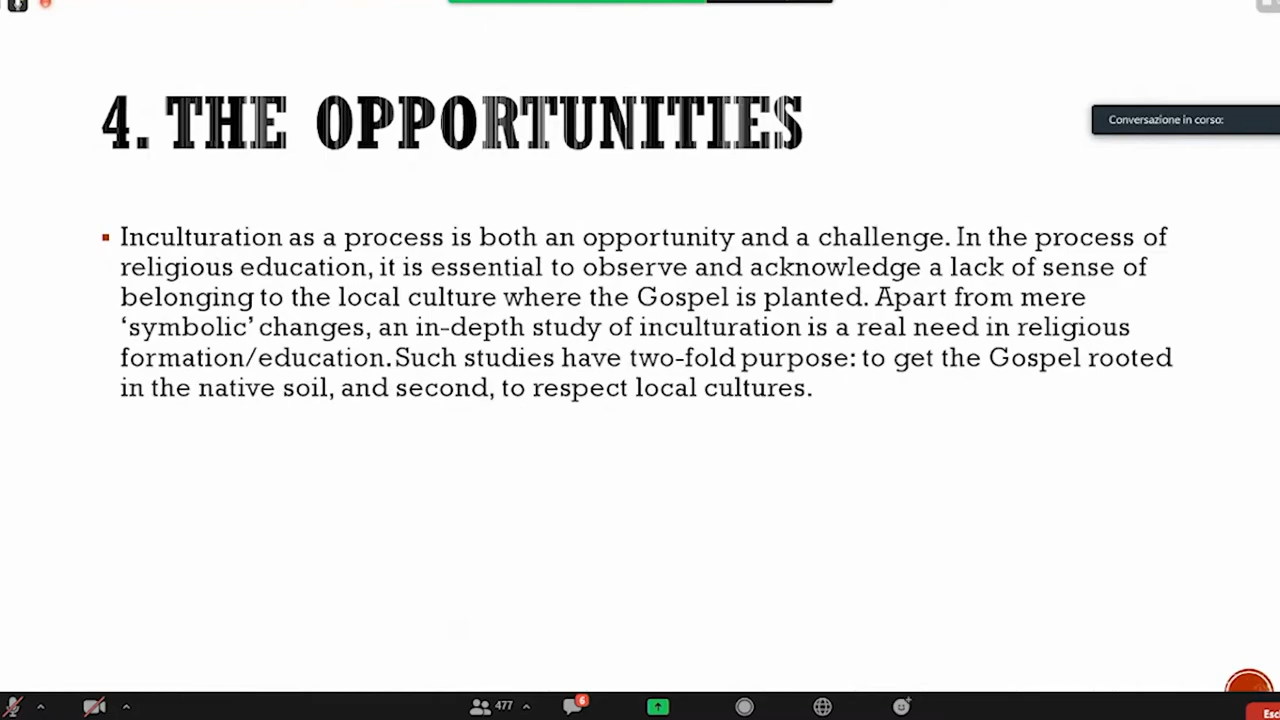 4. THE OPPORTUNITIES
Conversazione in corso:
▪ Inculturation as a process is both an opportunity and a challenge. In the process of
religious education, it is essential to observe and acknowledge a lack of sense of
belonging to the local culture where the Gospel is planted. Apart from mere
‘symbolic’ changes, an in-depth study of inculturation is a real need in religious
formation/education. Such studies have two-fold purpose: to get the Gospel rooted
in the native soil, and second, to respect local cultures.
477
6
Esc